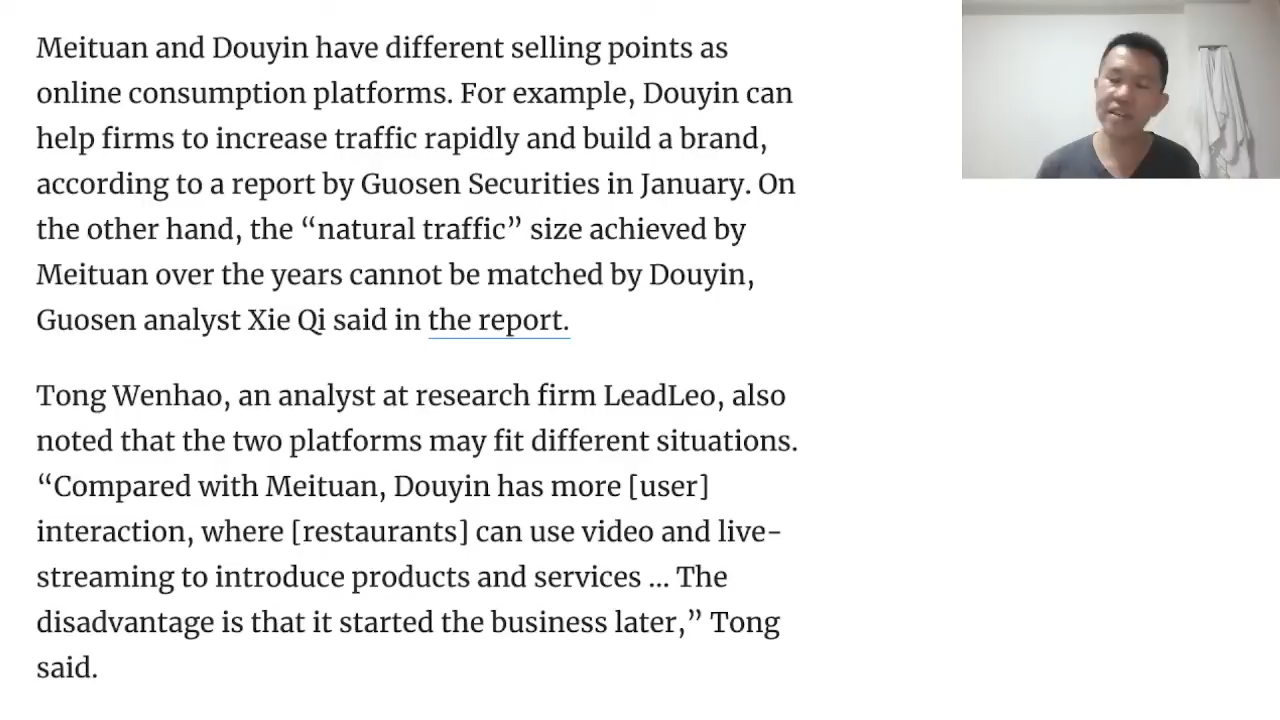 Meituan and Douyin have different selling points as
online consumption platforms. For example, Douyin can
help firms to increase traffic rapidly and build a brand,
according to a report by Guosen Securities in January. On
the other hand, the “natural traffic” size achieved by
Meituan over the years cannot be matched by Douyin,
Guosen analyst Xie Qi said in the report.
Tong Wenhao, an analyst at research firm LeadLeo, also
noted that the two platforms may fit different situations.
“Compared with Meituan, Douyin has more [user]
interaction, where [restaurants] can use video and live-
streaming to introduce products and services ... The
disadvantage is that it started the business later,” Tong
said.